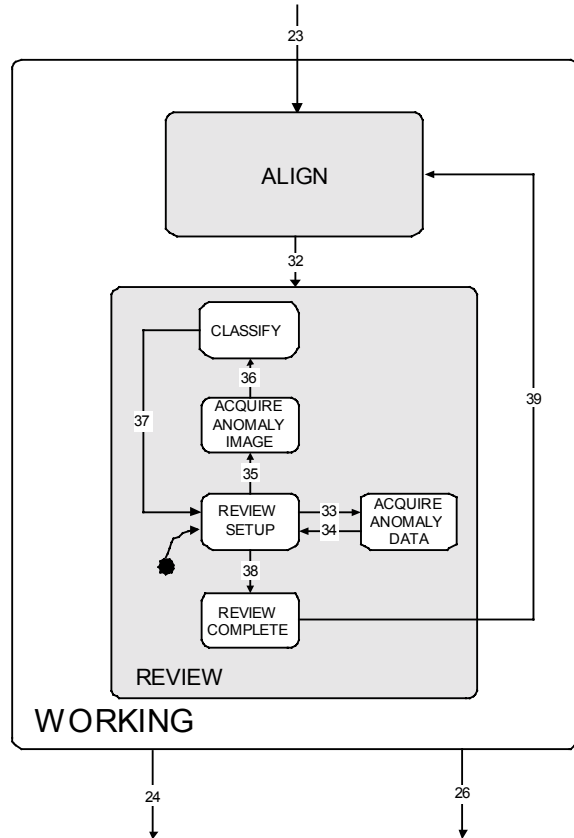 23
ALIGN
32
CLASSIFY
36
37
39
ACQUIRE
ANOMALY
IMAGE
35
REVIEW
SETUP
33
34
ACQUIRE
ANOMALY
DATA
38
REVIEW
COMPLETE
REVIEW
WORKING
24
26